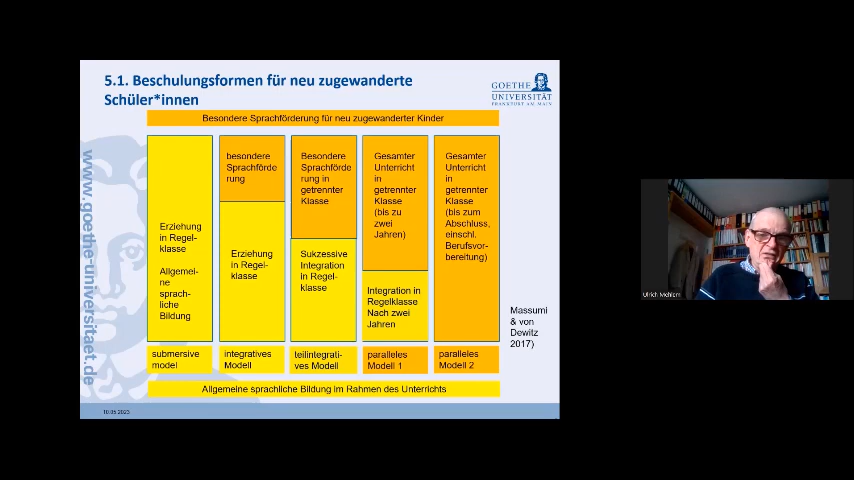 5.1. Beschulungsformen für neu zugewanderte
Schüler*innen
GOETHE
UNIVERSITÄT
FRANKFURT AM MAIN
Besondere Sprachförderung für neu zugewanderter Kinder
www.goethe-universitaet.de
Erziehung
in Regel-
klasse
Allgemei-
ne
sprach-
liche
Bildung
besondere
Sprachförde
rung
Erziehung
in Regel-
klasse
Besondere
Sprachförde
rung in
getrennter
Klasse
Sukzessive
Integration
in Regel-
klasse
Gesamter
Unterricht
in
getrennter
Klasse
(bis zu
zwei
Jahren)
Integration in
Regelklasse
Nach zwei
Jahren
Gesamter
Unterricht
in
getrennter
Klasse
(bis zum
Abschluss,
einschl.
Berufsvor-
bereitung)
Massumi
& von
Dewitz
2017)
submersive
model
integratives
Modell
teilintegrati-
ves Modell
paralleles
Modell 1
paralleles
Modell 2
Allgemeine sprachliche Bildung im Rahmen des Unterrichts
10.05.2023
Ulrich Mehlem